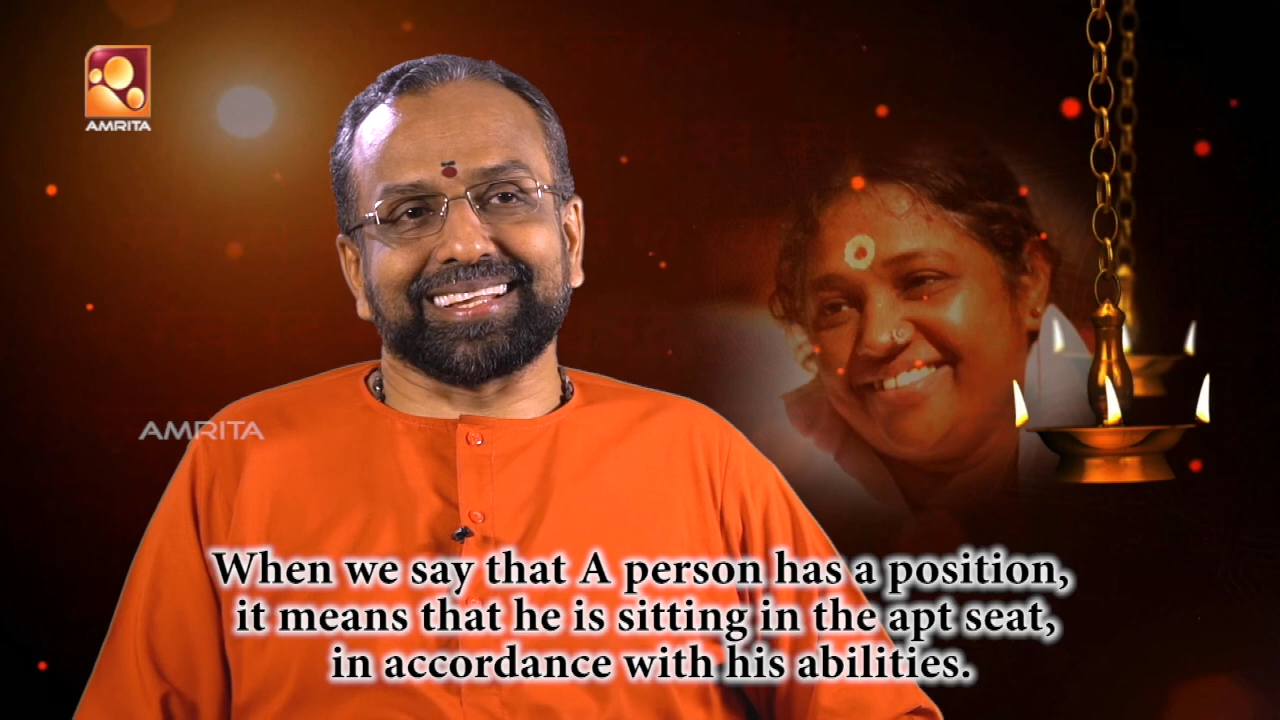 AMRITA
AMRITA
When we say that A person has a position,
it means that he is sitting in the apt seat,
in accordance with his abilities.